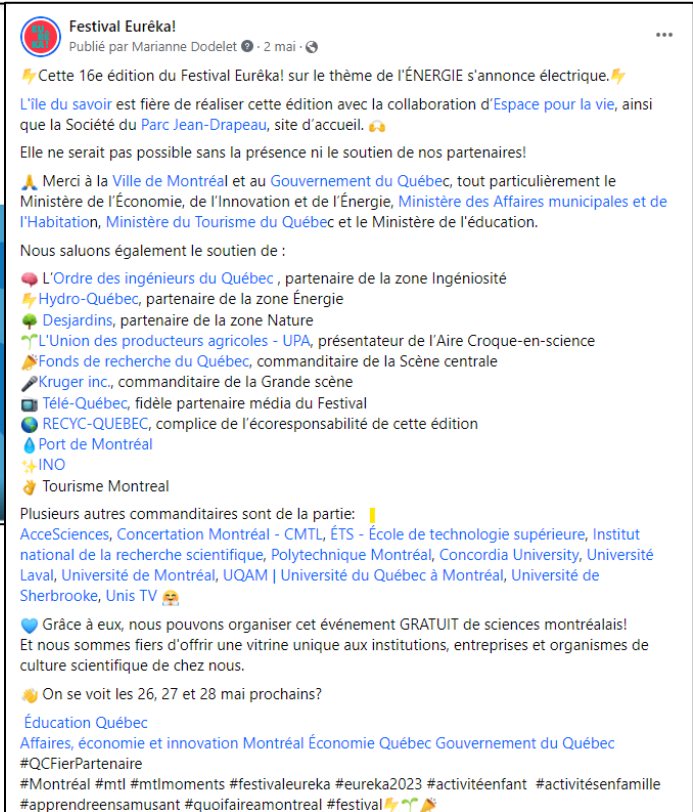 Festival Eurêka!
Publié par Marianne Dodelet · 2 mai ·
⚡Cette 16e édition du Festival Eurêka! sur le thème de l'ÉNERGIE s'annonce électrique.⚡
L'île du savoir est fière de réaliser cette édition avec la collaboration d'Espace pour la vie, ainsi
que la Société du Parc Jean-Drapeau, site d'accueil. 🙌
Elle ne serait pas possible sans la présence ni le soutien de nos partenaires!
🙏 Merci à la Ville de Montréal et au Gouvernement du Québec, tout particulièrement le
Ministère de l'Économie, de l'Innovation et de l'Énergie, Ministère des Affaires municipales et de
l'Habitation, Ministère du Tourisme du Québec et le Ministère de l'éducation.
Nous saluons également le soutien de :
🧠 L'Ordre des ingénieurs du Québec , partenaire de la zone Ingéniosité
⚡Hydro-Québec, partenaire de la zone Énergie
🌳 Desjardins, partenaire de la zone Nature
🌱L'Union des producteurs agricoles - UPA, présentateur de l'Aire Croque-en-science
🎉Fonds de recherche du Québec, commanditaire de la Scène centrale
🎤Kruger inc., commanditaire de la Grande scène
📺 Télé-Québec, fidèle partenaire média du Festival
🌎 RECYC-QUEBEC, complice de l'écoresponsabilité de cette édition
💧Port de Montréal
✨INO
👌 Tourisme Montreal
Plusieurs autres commanditaires sont de la partie:
AcceSciences, Concertation Montréal - CMTL, ÉTS - École de technologie supérieure, Institut
national de la recherche scientifique, Polytechnique Montréal, Concordia University, Université
Laval, Université de Montréal, UQAM | Université du Québec à Montréal, Université de
Sherbrooke, Unis TV 🤗
💙 Grâce à eux, nous pouvons organiser cet événement GRATUIT de sciences montréalais!
Et nous sommes fiers d'offrir une vitrine unique aux institutions, entreprises et organismes de
culture scientifique de chez nous.
👋 On se voit les 26, 27 et 28 mai prochains?
Éducation Québec
Affaires, économie et innovation Montréal Économie Québec Gouvernement du Québec
#QCFierPartenaire
#Montréal #mtl #mtlmoments #festivaleureka #eureka2023 #activitéenfant #activitésenfamille
#apprendreensamusant #quoifaireamontreal #festival⚡🌱🎉